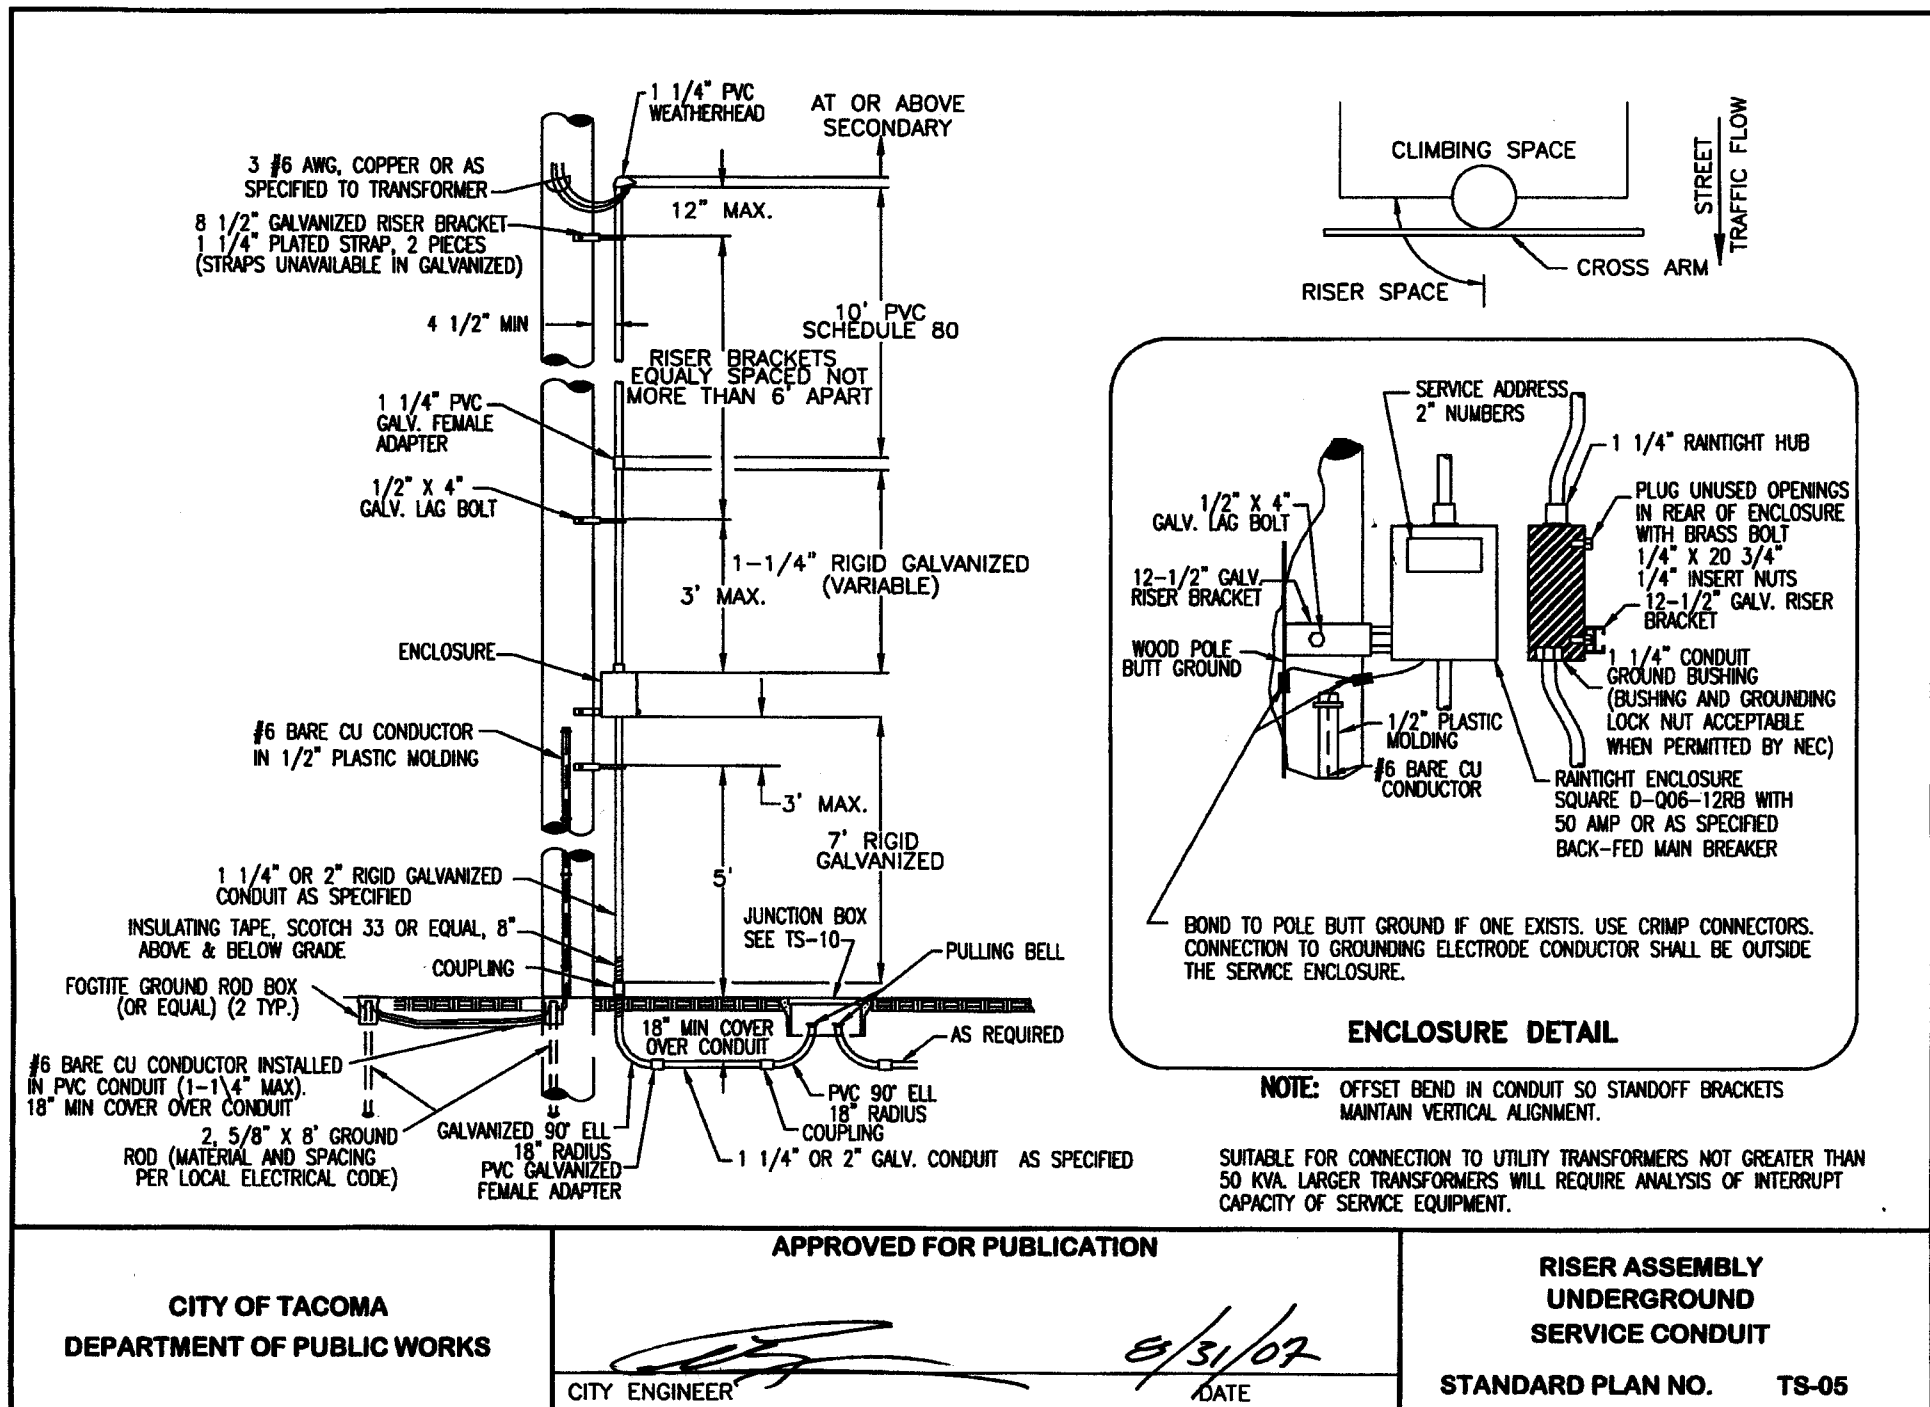 1 1/4" PVC
WEATHERHEAD
AT OR ABOVE
SECONDARY
3 #6 AWG, COPPER OR AS
SPECIFIED TO TRANSFORMER
12" MAX.
8 1/2" GALVANIZED RISER BRACKET
1 1/4" PLATED STRAP, 2 PIECES
(STRAPS UNAVAILABLE IN GALVANIZED)
4 1/2" MIN
10' PVC
SCHEDULE 80
RISER BRACKETS
EQUALY SPACED NOT
MORE THAN 6' APART
1 1/4" PVC
GALV. FEMALE
ADAPTER
1/2" X 4"
GALV. LAG BOLT
1-1/4" RIGID GALVANIZED
(VARIABLE)
3' MAX.
ENCLOSURE
#6 BARE CU CONDUCTOR
IN 1/2" PLASTIC MOLDING
3' MAX.
7' RIGID
GALVANIZED
5'
1 1/4" OR 2" RIGID GALVANIZED
CONDUIT AS SPECIFIED
INSULATING TAPE, SCOTCH 33 OR EQUAL, 8"
ABOVE & BELOW GRADE
COUPLING
JUNCTION BOX
SEE TS-10
PULLING BELL
FOGTITE GROUND ROD BOX
(OR EQUAL) (2 TYP.)
18" MIN COVER
OVER CONDUIT
AS REQUIRED
#6 BARE CU CONDUCTOR INSTALLED
IN PVC CONDUIT (1-1\4" MAX).
18" MIN COVER OVER CONDUIT
2, 5/8" X 8' GROUND
ROD (MATERIAL AND SPACING
PER LOCAL ELECTRICAL CODE)
GALVANIZED 90° ELL
18" RADIUS
PVC GALVANIZED
FEMALE ADAPTER
PVC 90° ELL
18" RADIUS
COUPLING
1 1/4" OR 2" GALV. CONDUIT AS SPECIFIED
CLIMBING SPACE
STREET
TRAFFIC FLOW
CROSS ARM
RISER SPACE
SERVICE ADDRESS
2" NUMBERS
1 1/4" RAINTIGHT HUB
PLUG UNUSED OPENINGS
IN REAR OF ENCLOSURE
WITH BRASS BOLT
1/4" X 20 3/4"
1/4" INSERT NUTS
12-1/2" GALV. RISER
BRACKET
1/2" X 4"
GALV. LAG BOLT
12-1/2" GALV.
RISER BRACKET
WOOD POLE
BUTT GROUND
1 1/4" CONDUIT
GROUND BUSHING
(BUSHING AND GROUNDING
LOCK NUT ACCEPTABLE
WHEN PERMITTED BY NEC)
1/2" PLASTIC
MOLDING
#6 BARE CU
CONDUCTOR
RAINTIGHT ENCLOSURE
SQUARE D-Q06-12RB WITH
50 AMP OR AS SPECIFIED
BACK-FED MAIN BREAKER
BOND TO POLE BUTT GROUND IF ONE EXISTS. USE CRIMP CONNECTORS.
CONNECTION TO GROUNDING ELECTRODE CONDUCTOR SHALL BE OUTSIDE
THE SERVICE ENCLOSURE.
ENCLOSURE DETAIL
NOTE: OFFSET BEND IN CONDUIT SO STANDOFF BRACKETS
MAINTAIN VERTICAL ALIGNMENT.
SUITABLE FOR CONNECTION TO UTILITY TRANSFORMERS NOT GREATER THAN
50 KVA. LARGER TRANSFORMERS WILL REQUIRE ANALYSIS OF INTERRUPT
CAPACITY OF SERVICE EQUIPMENT.
CITY OF TACOMA
DEPARTMENT OF PUBLIC WORKS
APPROVED FOR PUBLICATION
8/31/07
CITY ENGINEER
DATE
RISER ASSEMBLY
UNDERGROUND
SERVICE CONDUIT
STANDARD PLAN NO. TS-05